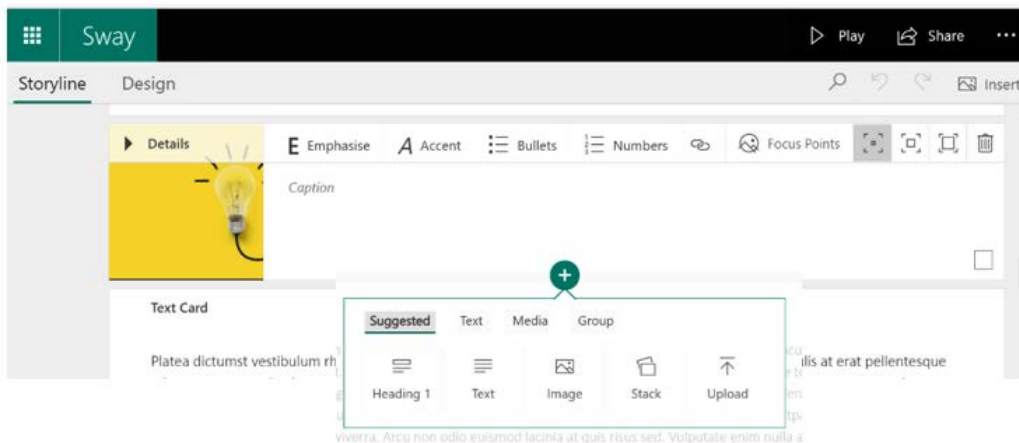 Sway
Play Share
Storyline Design Insert
Details E Emphasise A Accent Bullets Numbers Focus Points
Caption
Suggested Text Media Group
Heading 1 Text Image Stack Upload
Text Card
Platea dictumst vestibulum
at erat pellentesque
viverra. Arcu non odio euismod lacinia at quis risus sed. Vulputate enim nulla a